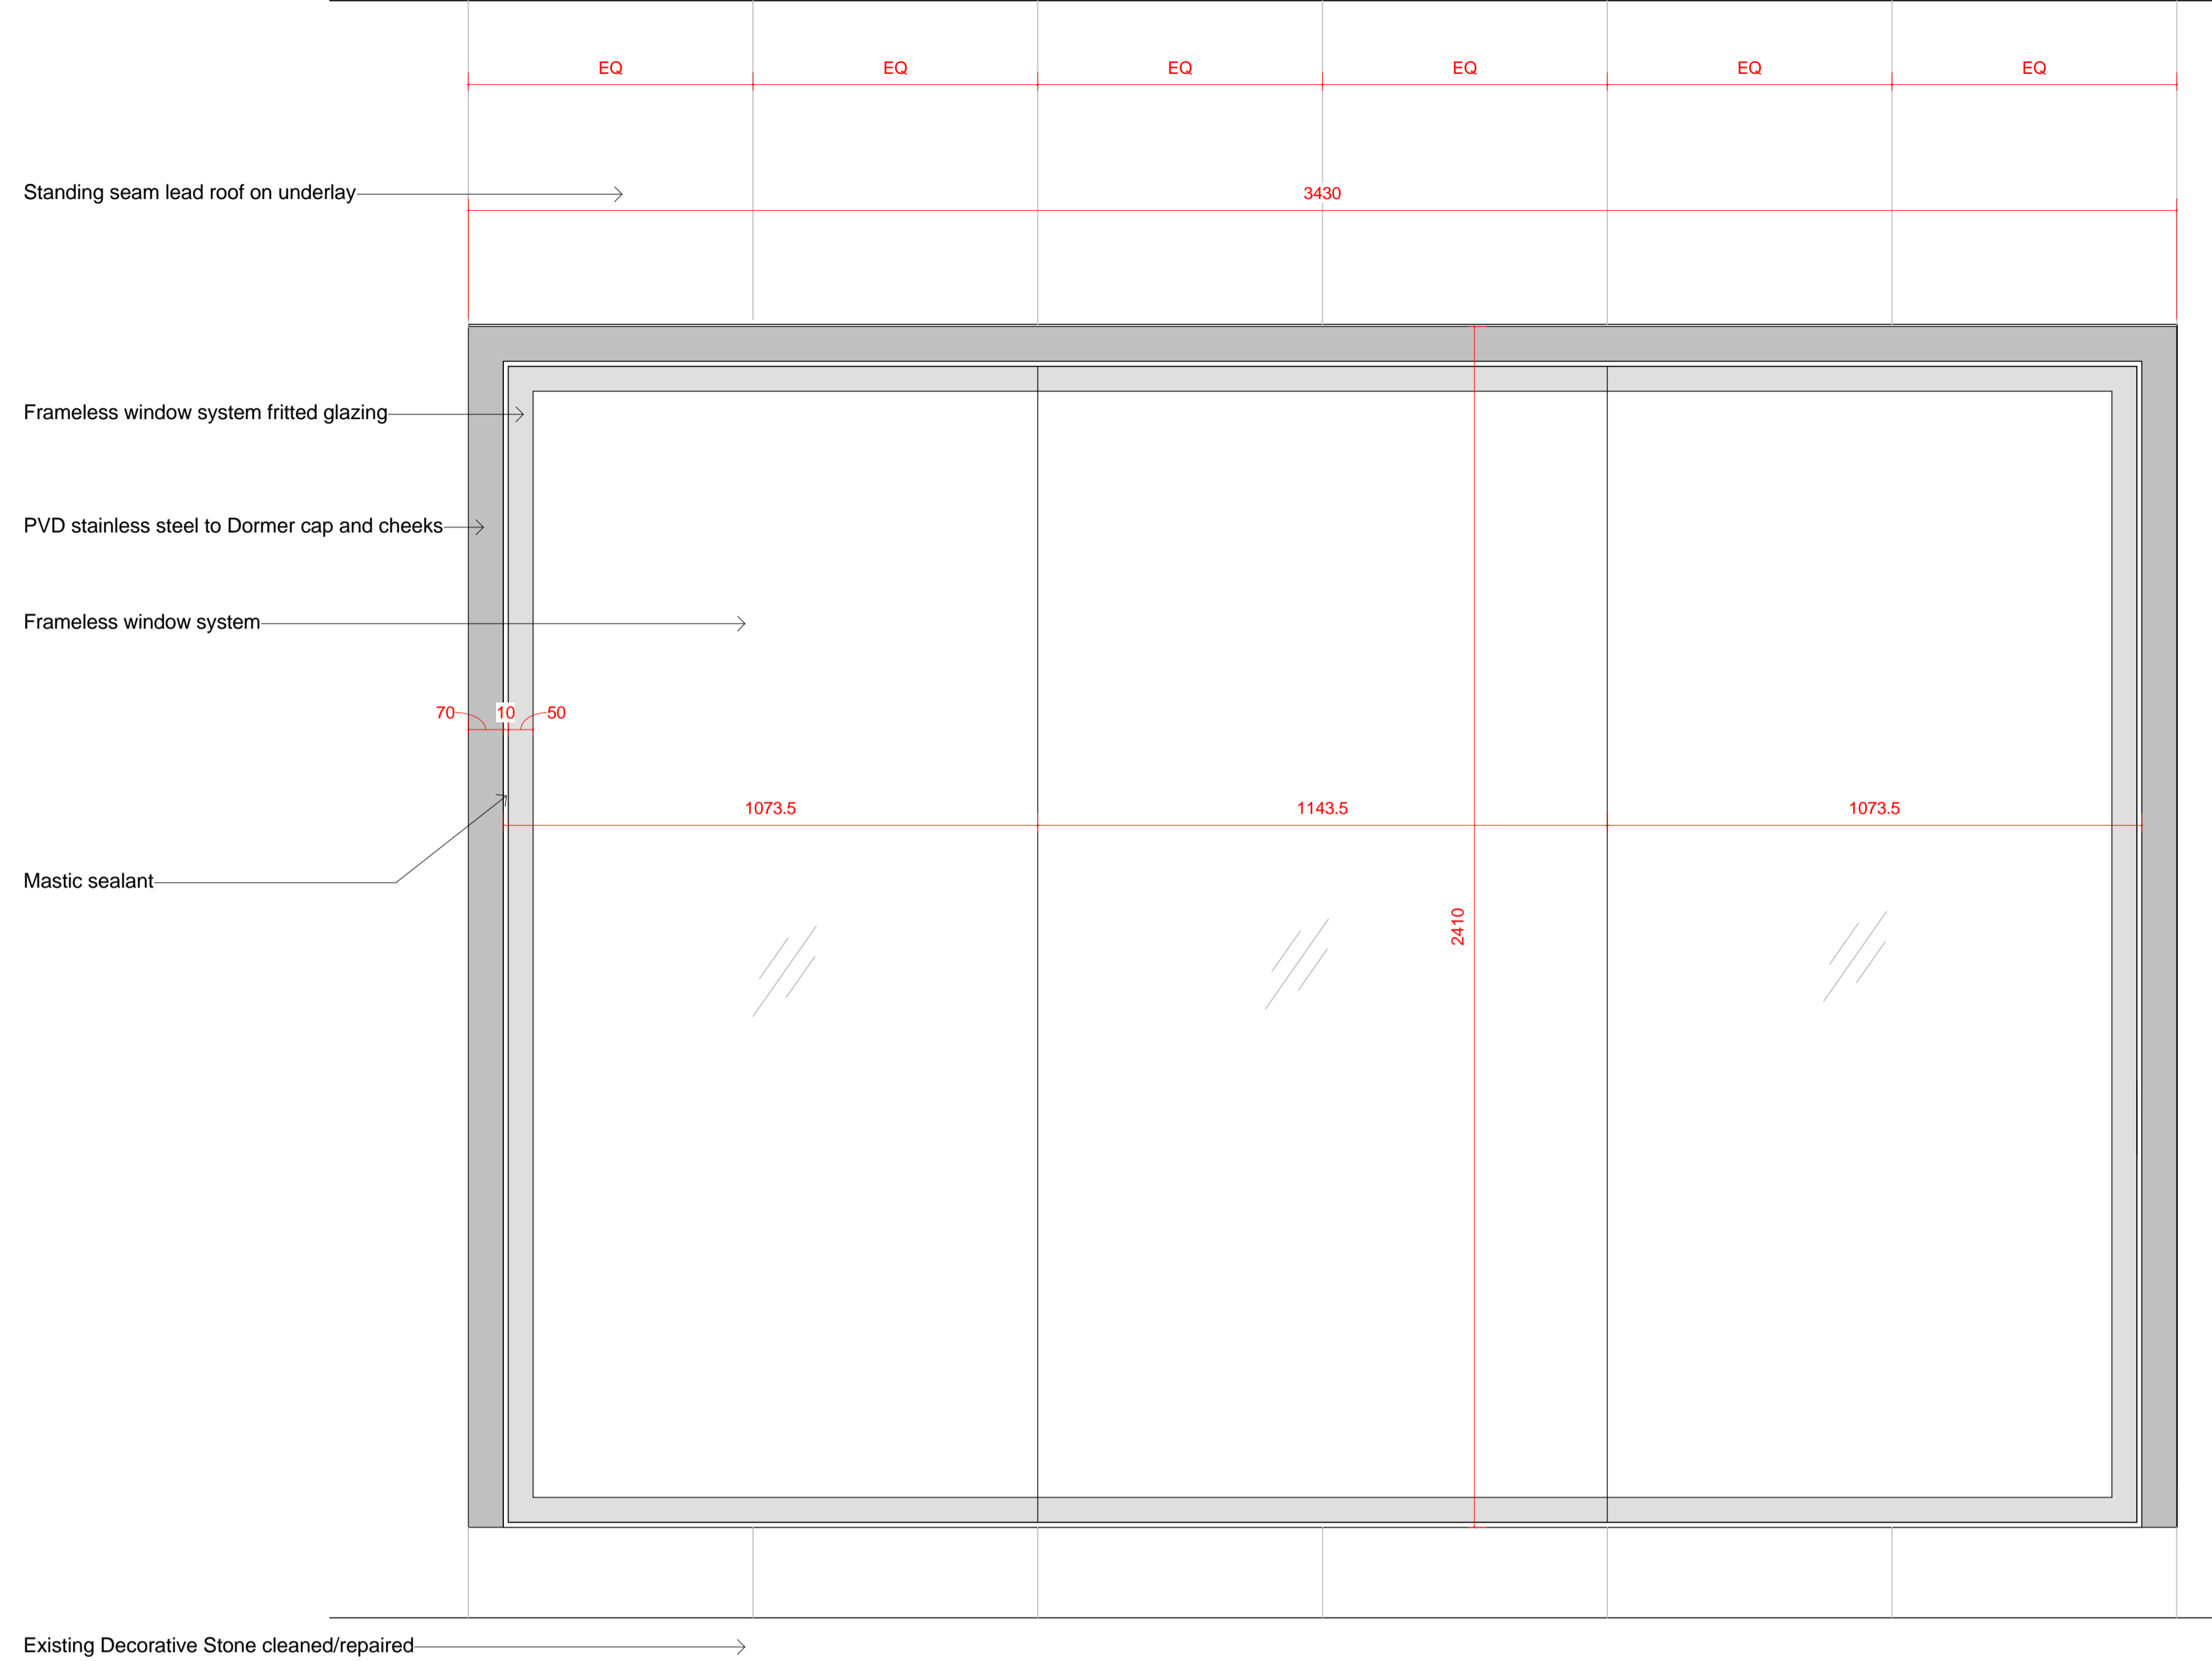 EQ EQ EQ EQ EQ EQ
Standing seam lead roof on underlay
3430
Frameless window system fritted glazing
PVD stainless steel to Dormer cap and cheeks
Frameless window system
70 10 50
1073.5 1143.5 1073.5
Mastic sealant
2410
Existing Decorative Stone cleaned/repaired